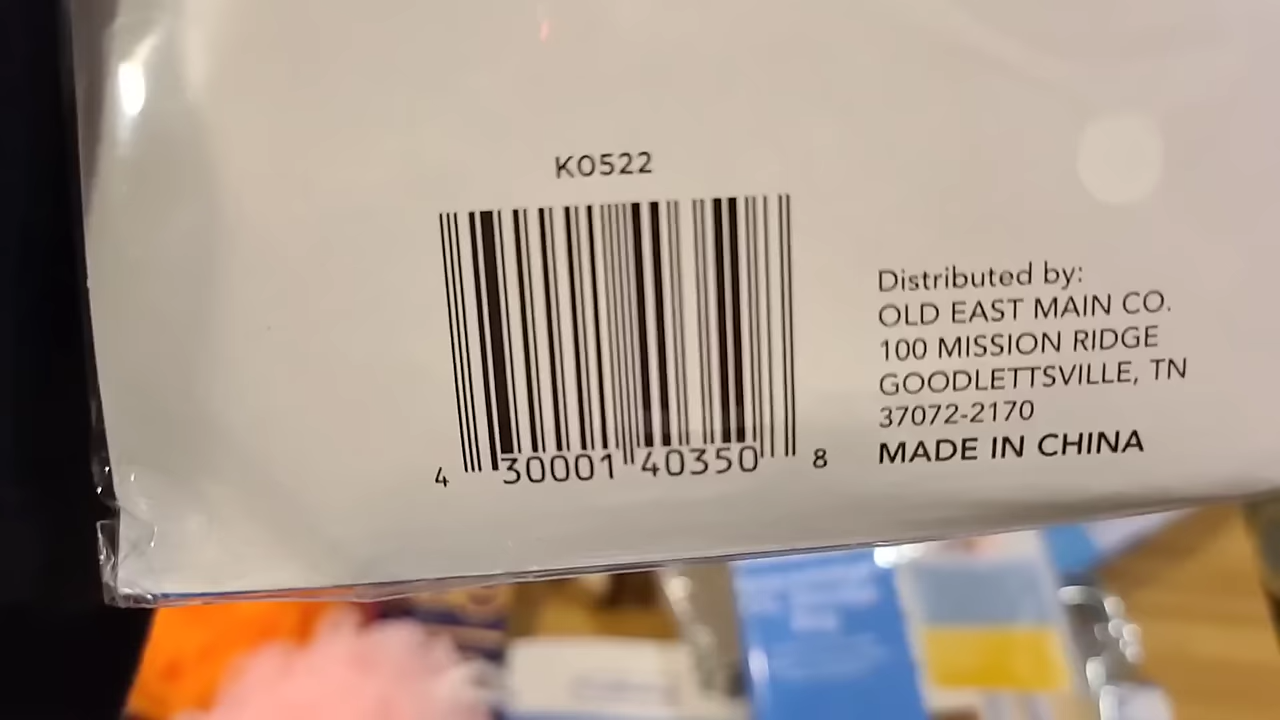 K0522
4 30001 40350 8
Distributed by:
OLD EAST MAIN CO.
100 MISSION RIDGE
GOODLETTSVILLE, TN
37072-2170
MADE IN CHINA